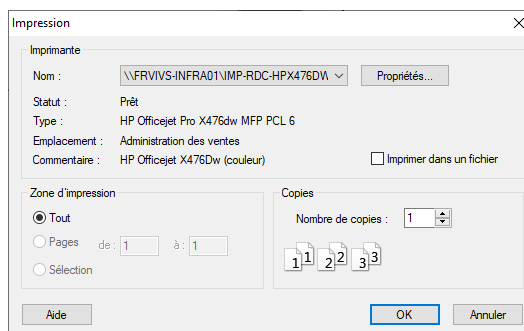 Impression
Imprimante
Nom : \\FRVIVS-INFRA01\IMP-RDC-HPX476DW Propriétés...
Statut : Prêt
Type : HP Officejet Pro X476dw MFP PCL 6
Emplacement : Administration des ventes
Commentaire : HP Officejet X476Dw (couleur) Imprimer dans un fichier
Zone d'impression
Tout
Pages de : 1 à : 1
Sélection
Copies
Nombre de copies : 1
1 1 2 2 3 3
Aide OK Annuler